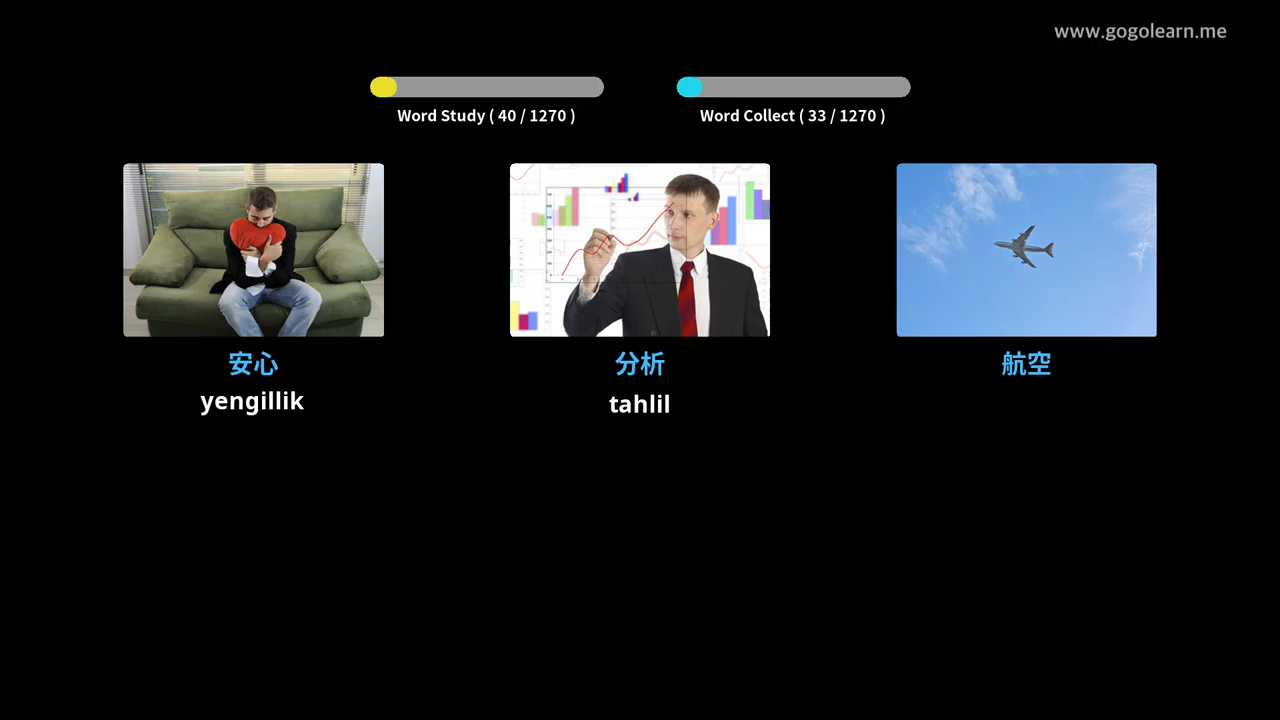 www.gogolearn.me
Word Study ( 40 / 1270 )
Word Collect ( 33 / 1270 )
安心
yengillik
分析
tahlil
航空